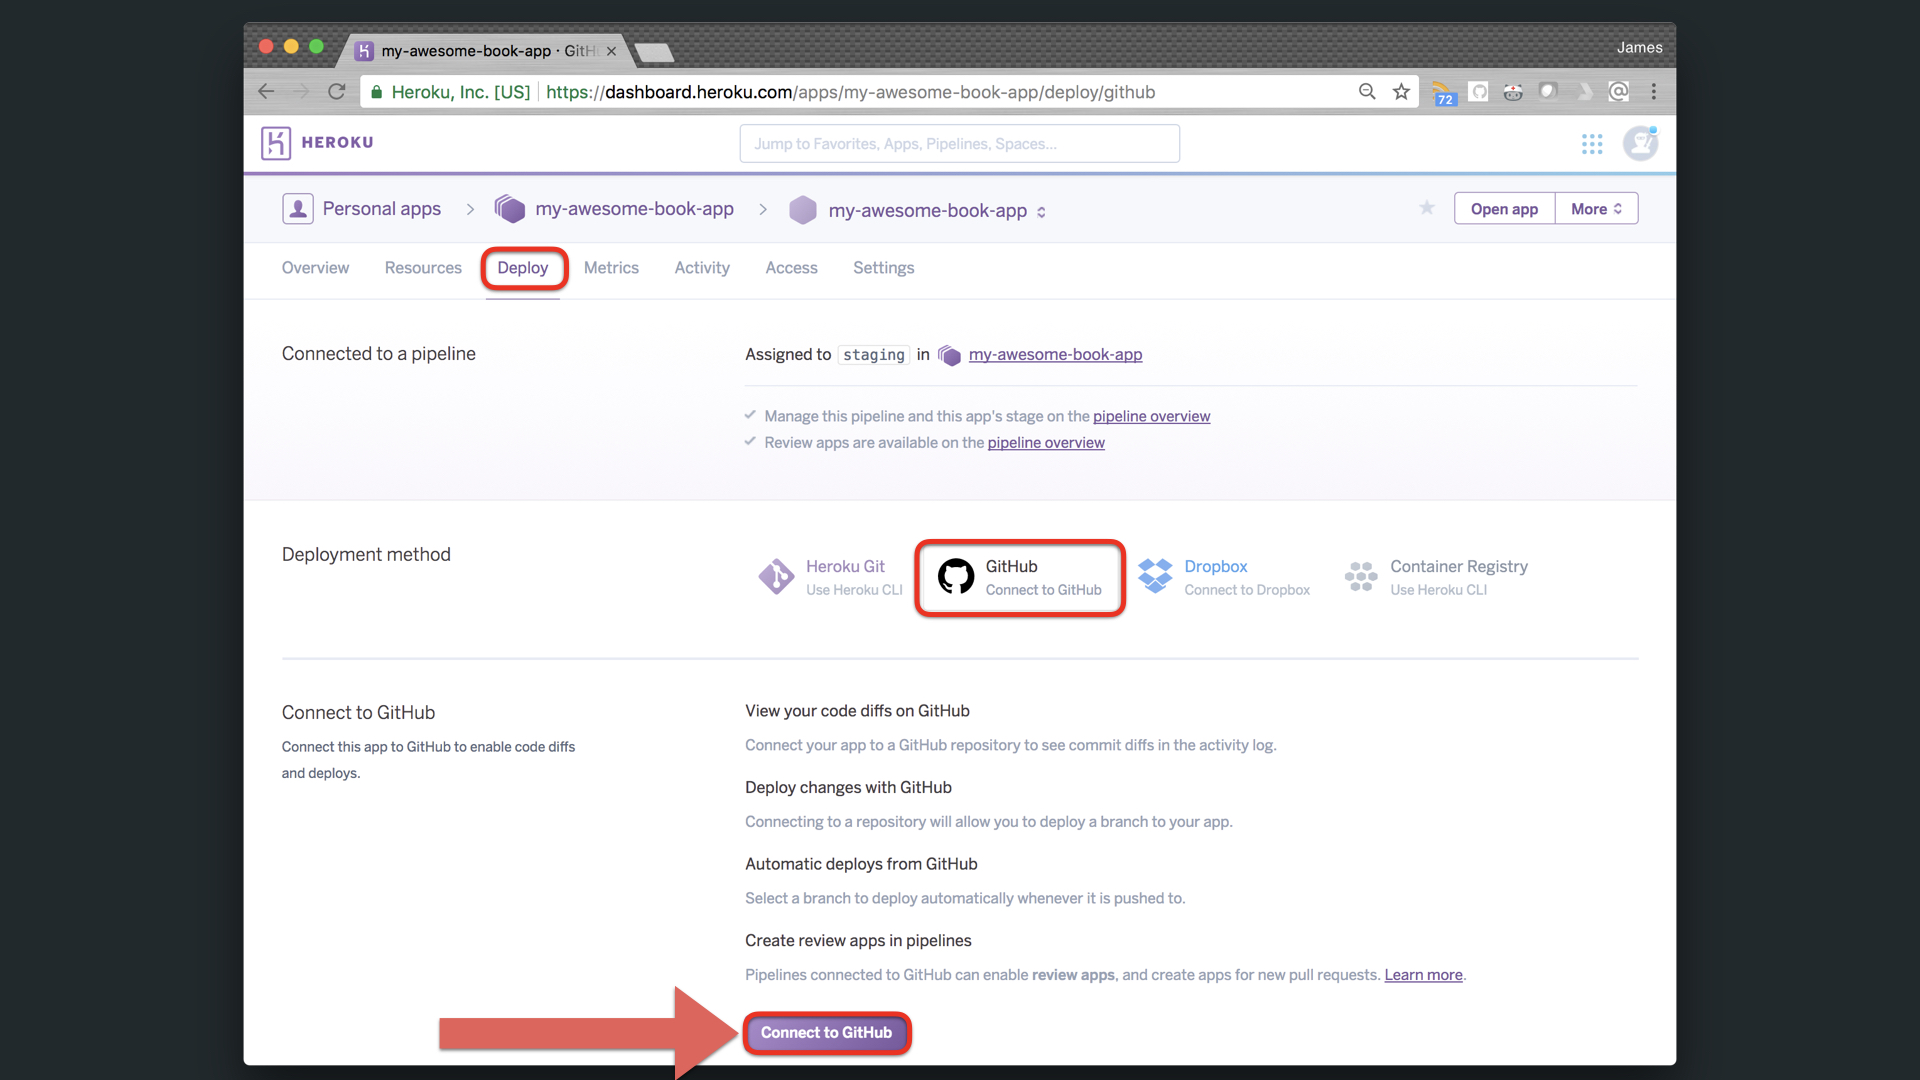 my-awesome-book-app · GitH
James
Heroku, Inc. [US]
https://dashboard.heroku.com/apps/my-awesome-book-app/deploy/github
72
HEROKU
Jump to Favorites, Apps, Pipelines, Spaces...
Personal apps > my-awesome-book-app > my-awesome-book-app
Open app
More
Overview
Resources
Deploy
Metrics
Activity
Access
Settings
Connected to a pipeline
Assigned to staging in my-awesome-book-app
Manage this pipeline and this app's stage on the pipeline overview
Review apps are available on the pipeline overview
Deployment method
Heroku Git
Use Heroku CLI
GitHub
Connect to GitHub
Dropbox
Connect to Dropbox
Container Registry
Use Heroku CLI
Connect to GitHub
Connect this app to GitHub to enable code diffs
and deploys.
View your code diffs on GitHub
Connect your app to a GitHub repository to see commit diffs in the activity log.
Deploy changes with GitHub
Connecting to a repository will allow you to deploy a branch to your app.
Automatic deploys from GitHub
Select a branch to deploy automatically whenever it is pushed to.
Create review apps in pipelines
Pipelines connected to GitHub can enable review apps, and create apps for new pull requests. Learn more.
Connect to GitHub